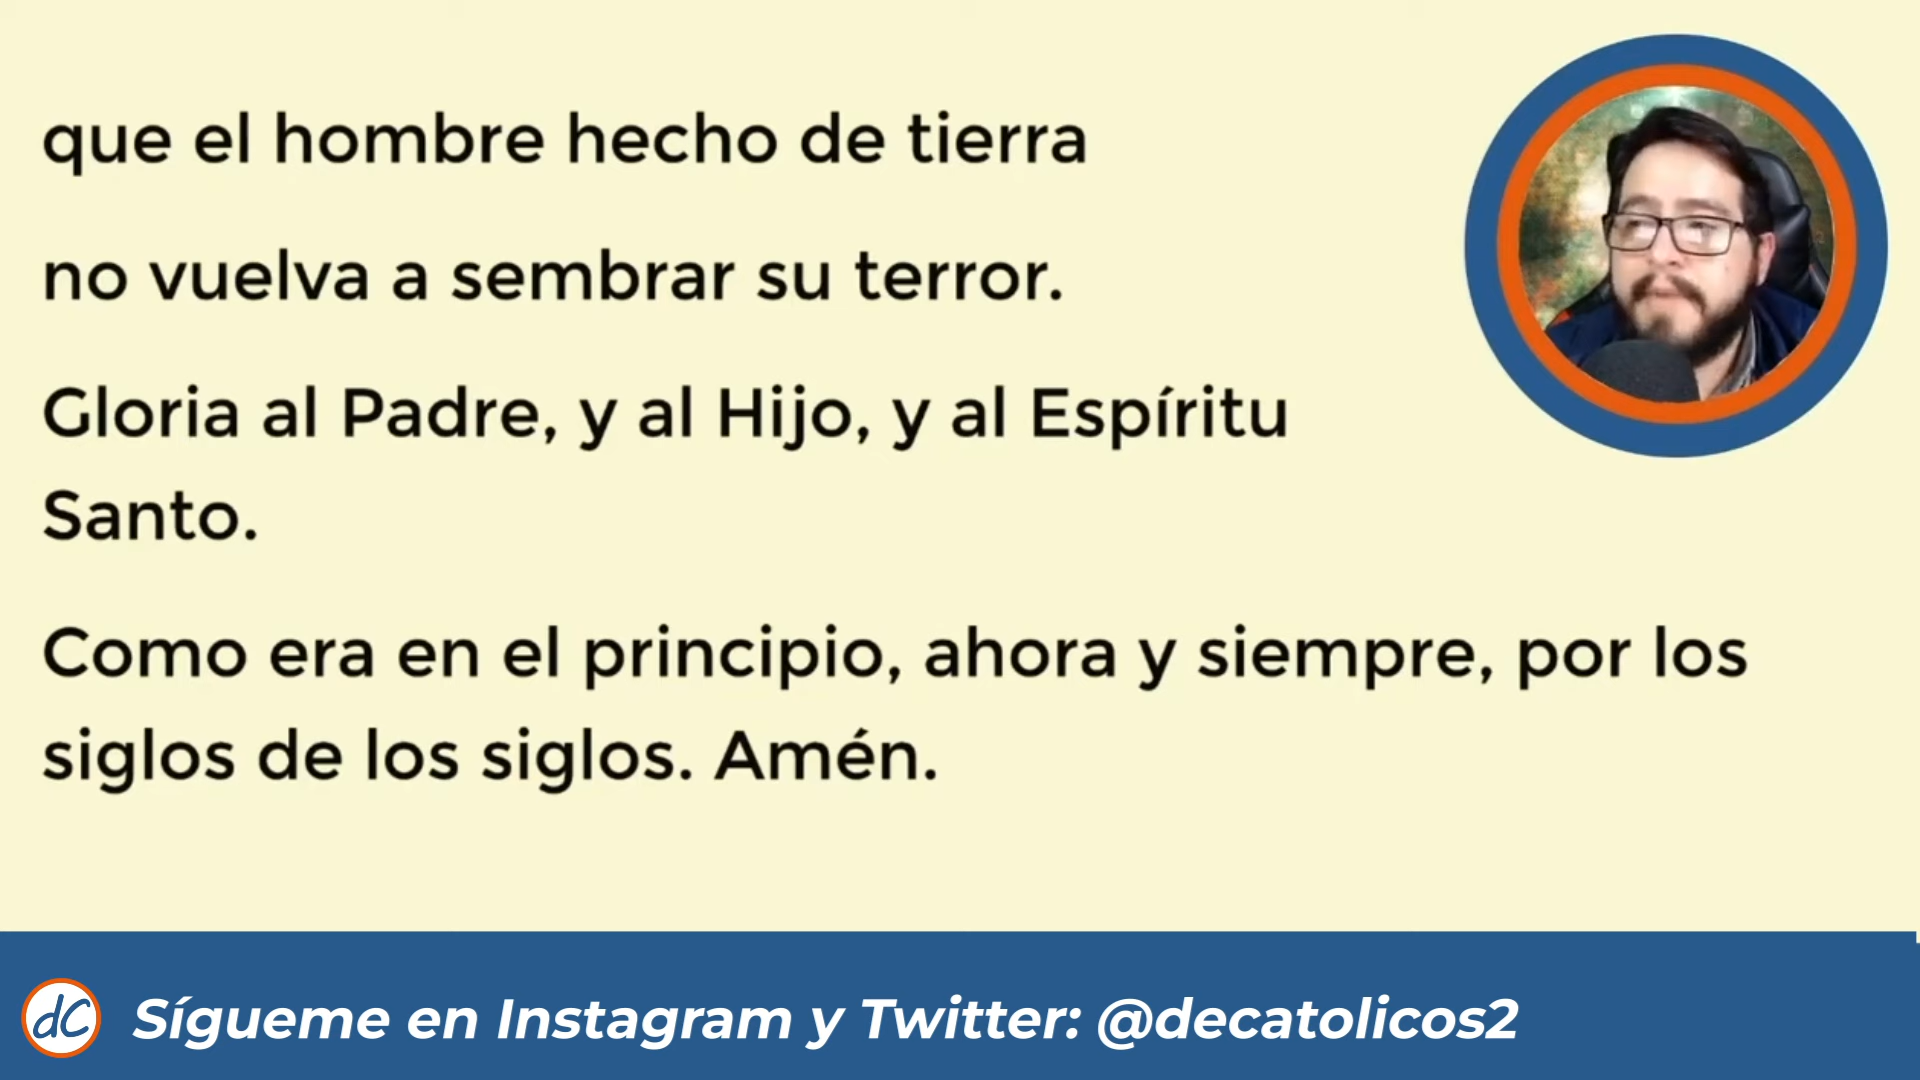 que el hombre hecho de tierra
no vuelva a sembrar su terror.
Gloria al Padre, y al Hijo, y al Espíritu
Santo.
Como era en el principio, ahora y siempre, por los
siglos de los siglos. Amén.
dC Sígueme en Instagram y Twitter: @decatolicos2